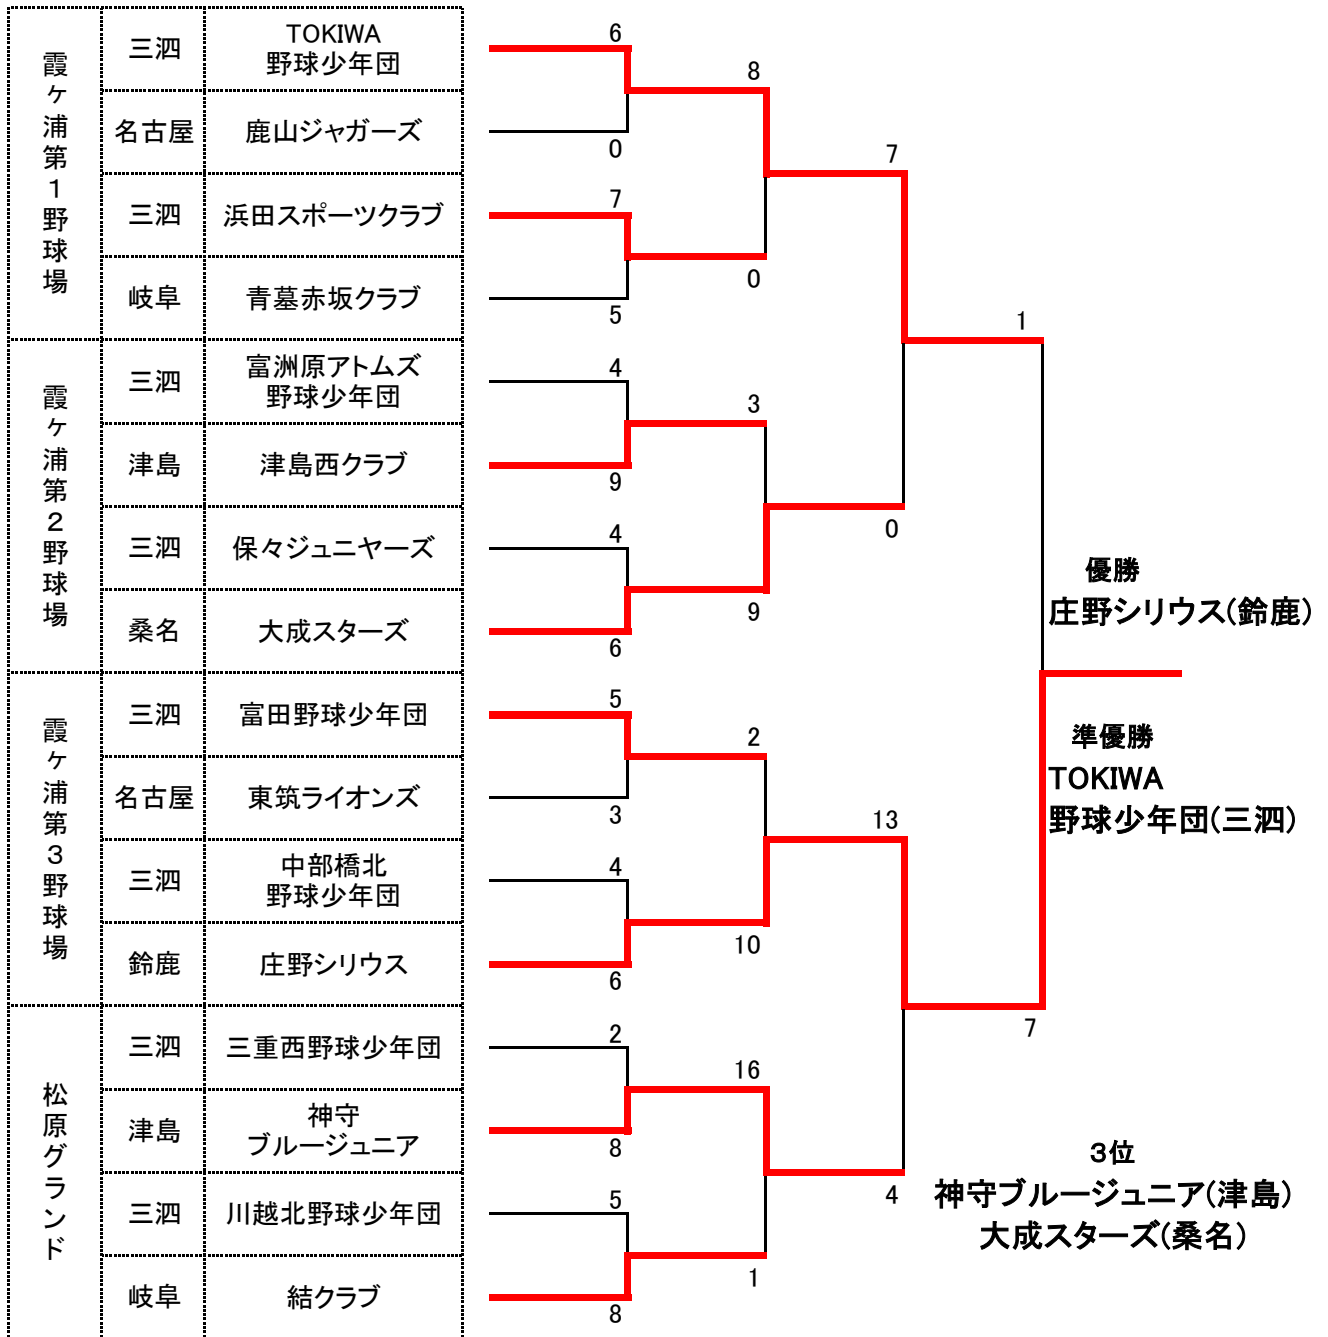 霞ヶ浦第１野球場
三泗
TOKIWA
野球少年団
6
名古屋
鹿山ジャガーズ
0
8
三泗
浜田スポーツクラブ
7
岐阜
青墓赤坂クラブ
5
0
7
霞ヶ浦第２野球場
三泗
富洲原アトムズ
野球少年団
4
津島
津島西クラブ
9
3
三泗
保々ジュニヤーズ
4
桑名
大成スターズ
6
9
0
1
霞ヶ浦第３野球場
三泗
富田野球少年団
5
名古屋
東筑ライオンズ
3
2
三泗
中部橋北
野球少年団
4
鈴鹿
庄野シリウス
6
10
13
松原グランド
三泗
三重西野球少年団
2
津島
神守
ブルージュニア
8
16
三泗
川越北野球少年団
5
岐阜
結クラブ
8
1
4
7
優勝
庄野シリウス(鈴鹿)
準優勝
TOKIWA
野球少年団(三泗)
３位
神守ブルージュニア(津島)
大成スターズ(桑名)